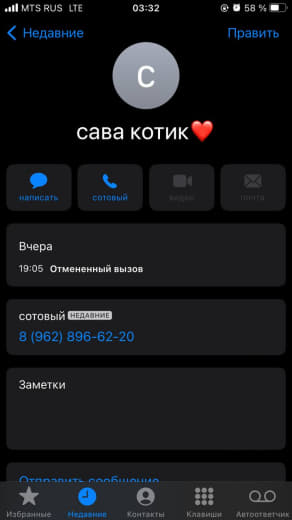 MTS RUS LTE 03:32 58 %
Недавние Править
С
сава котик❤️
написать сотовый видео почта
Вчера
19:05 Отмененный вызов
сотовый НЕДАВНИЕ
8 (962) 896-62-20
Заметки
Отправить сообщение
Избранные Недавние Контакты Клавиши Автоответчик